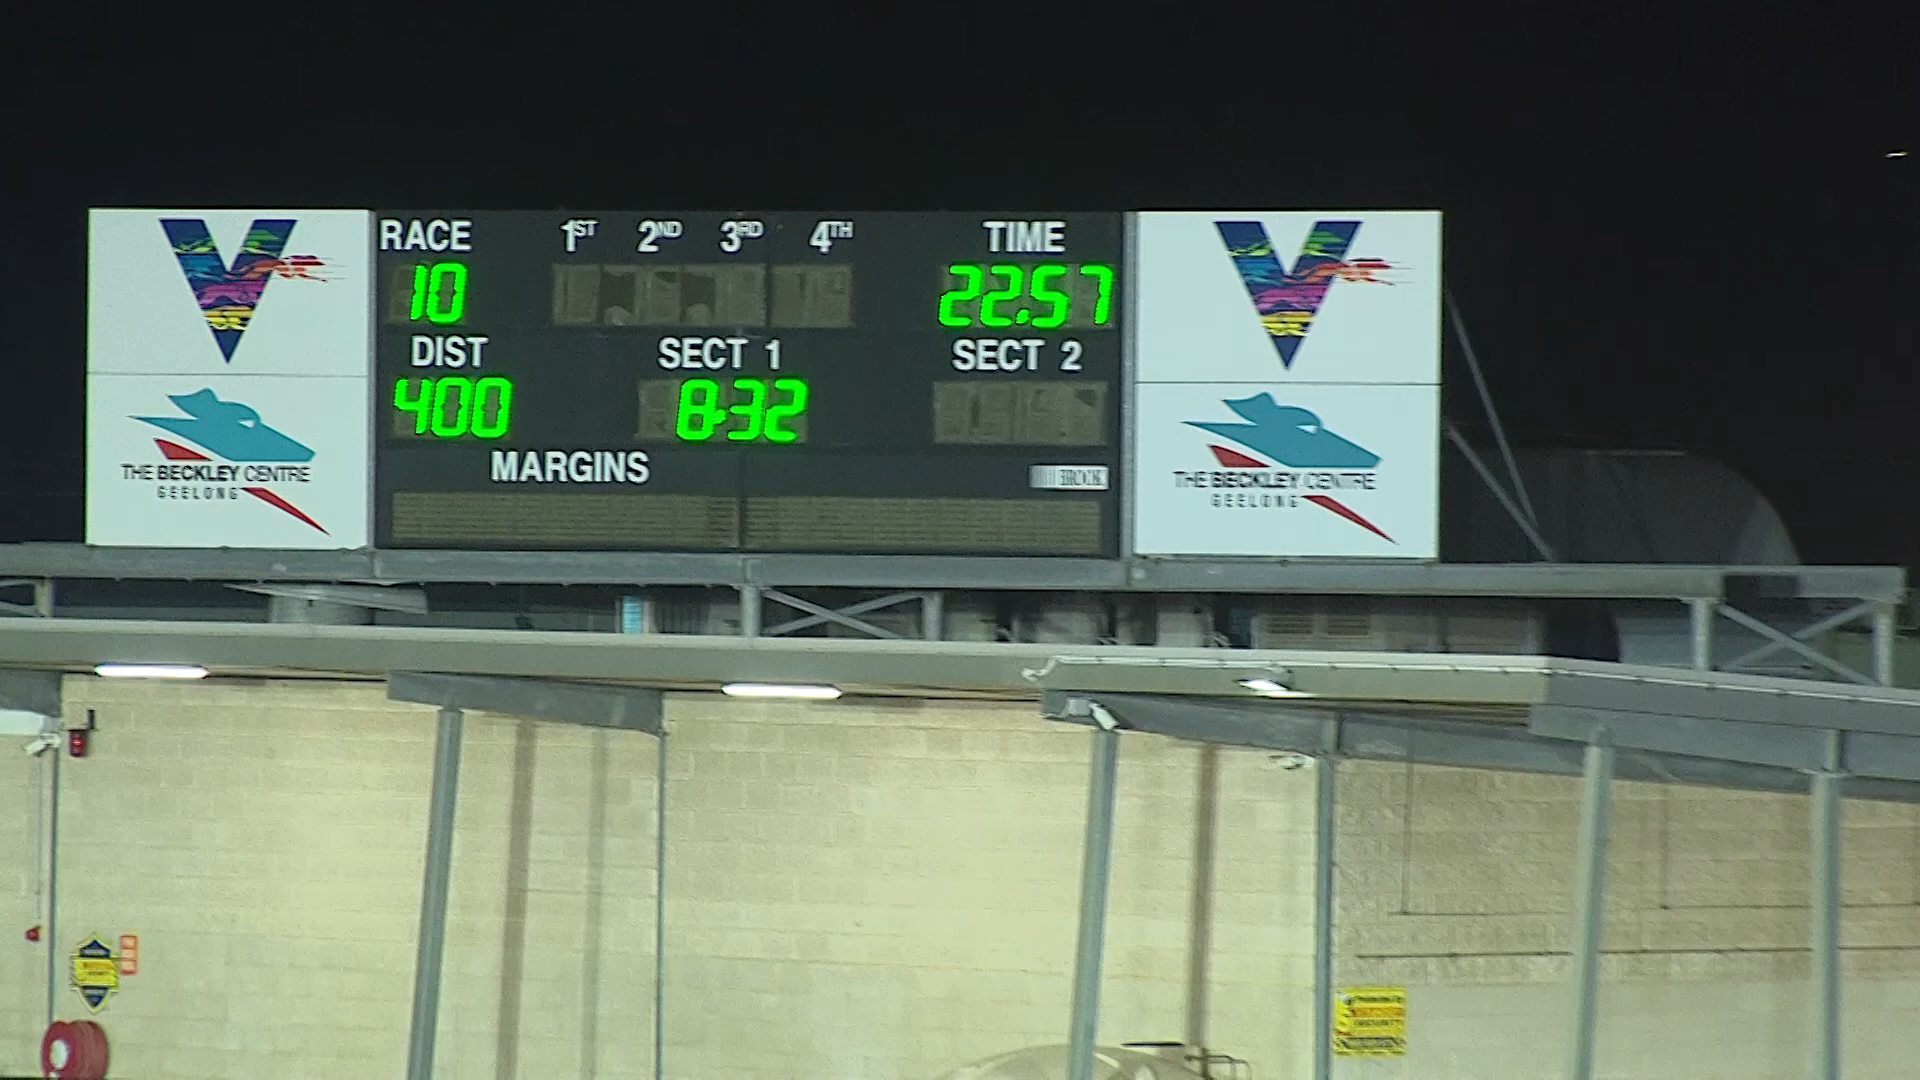 RACE 1ST 2ND 3RD 4TH TIME
10 22.57
DIST SECT 1 SECT 2
400 8.32
MARGINS
BROOK
V
THE BECKLEY CENTRE
GEELONG
V
THE BECKLEY CENTRE
GEELONG